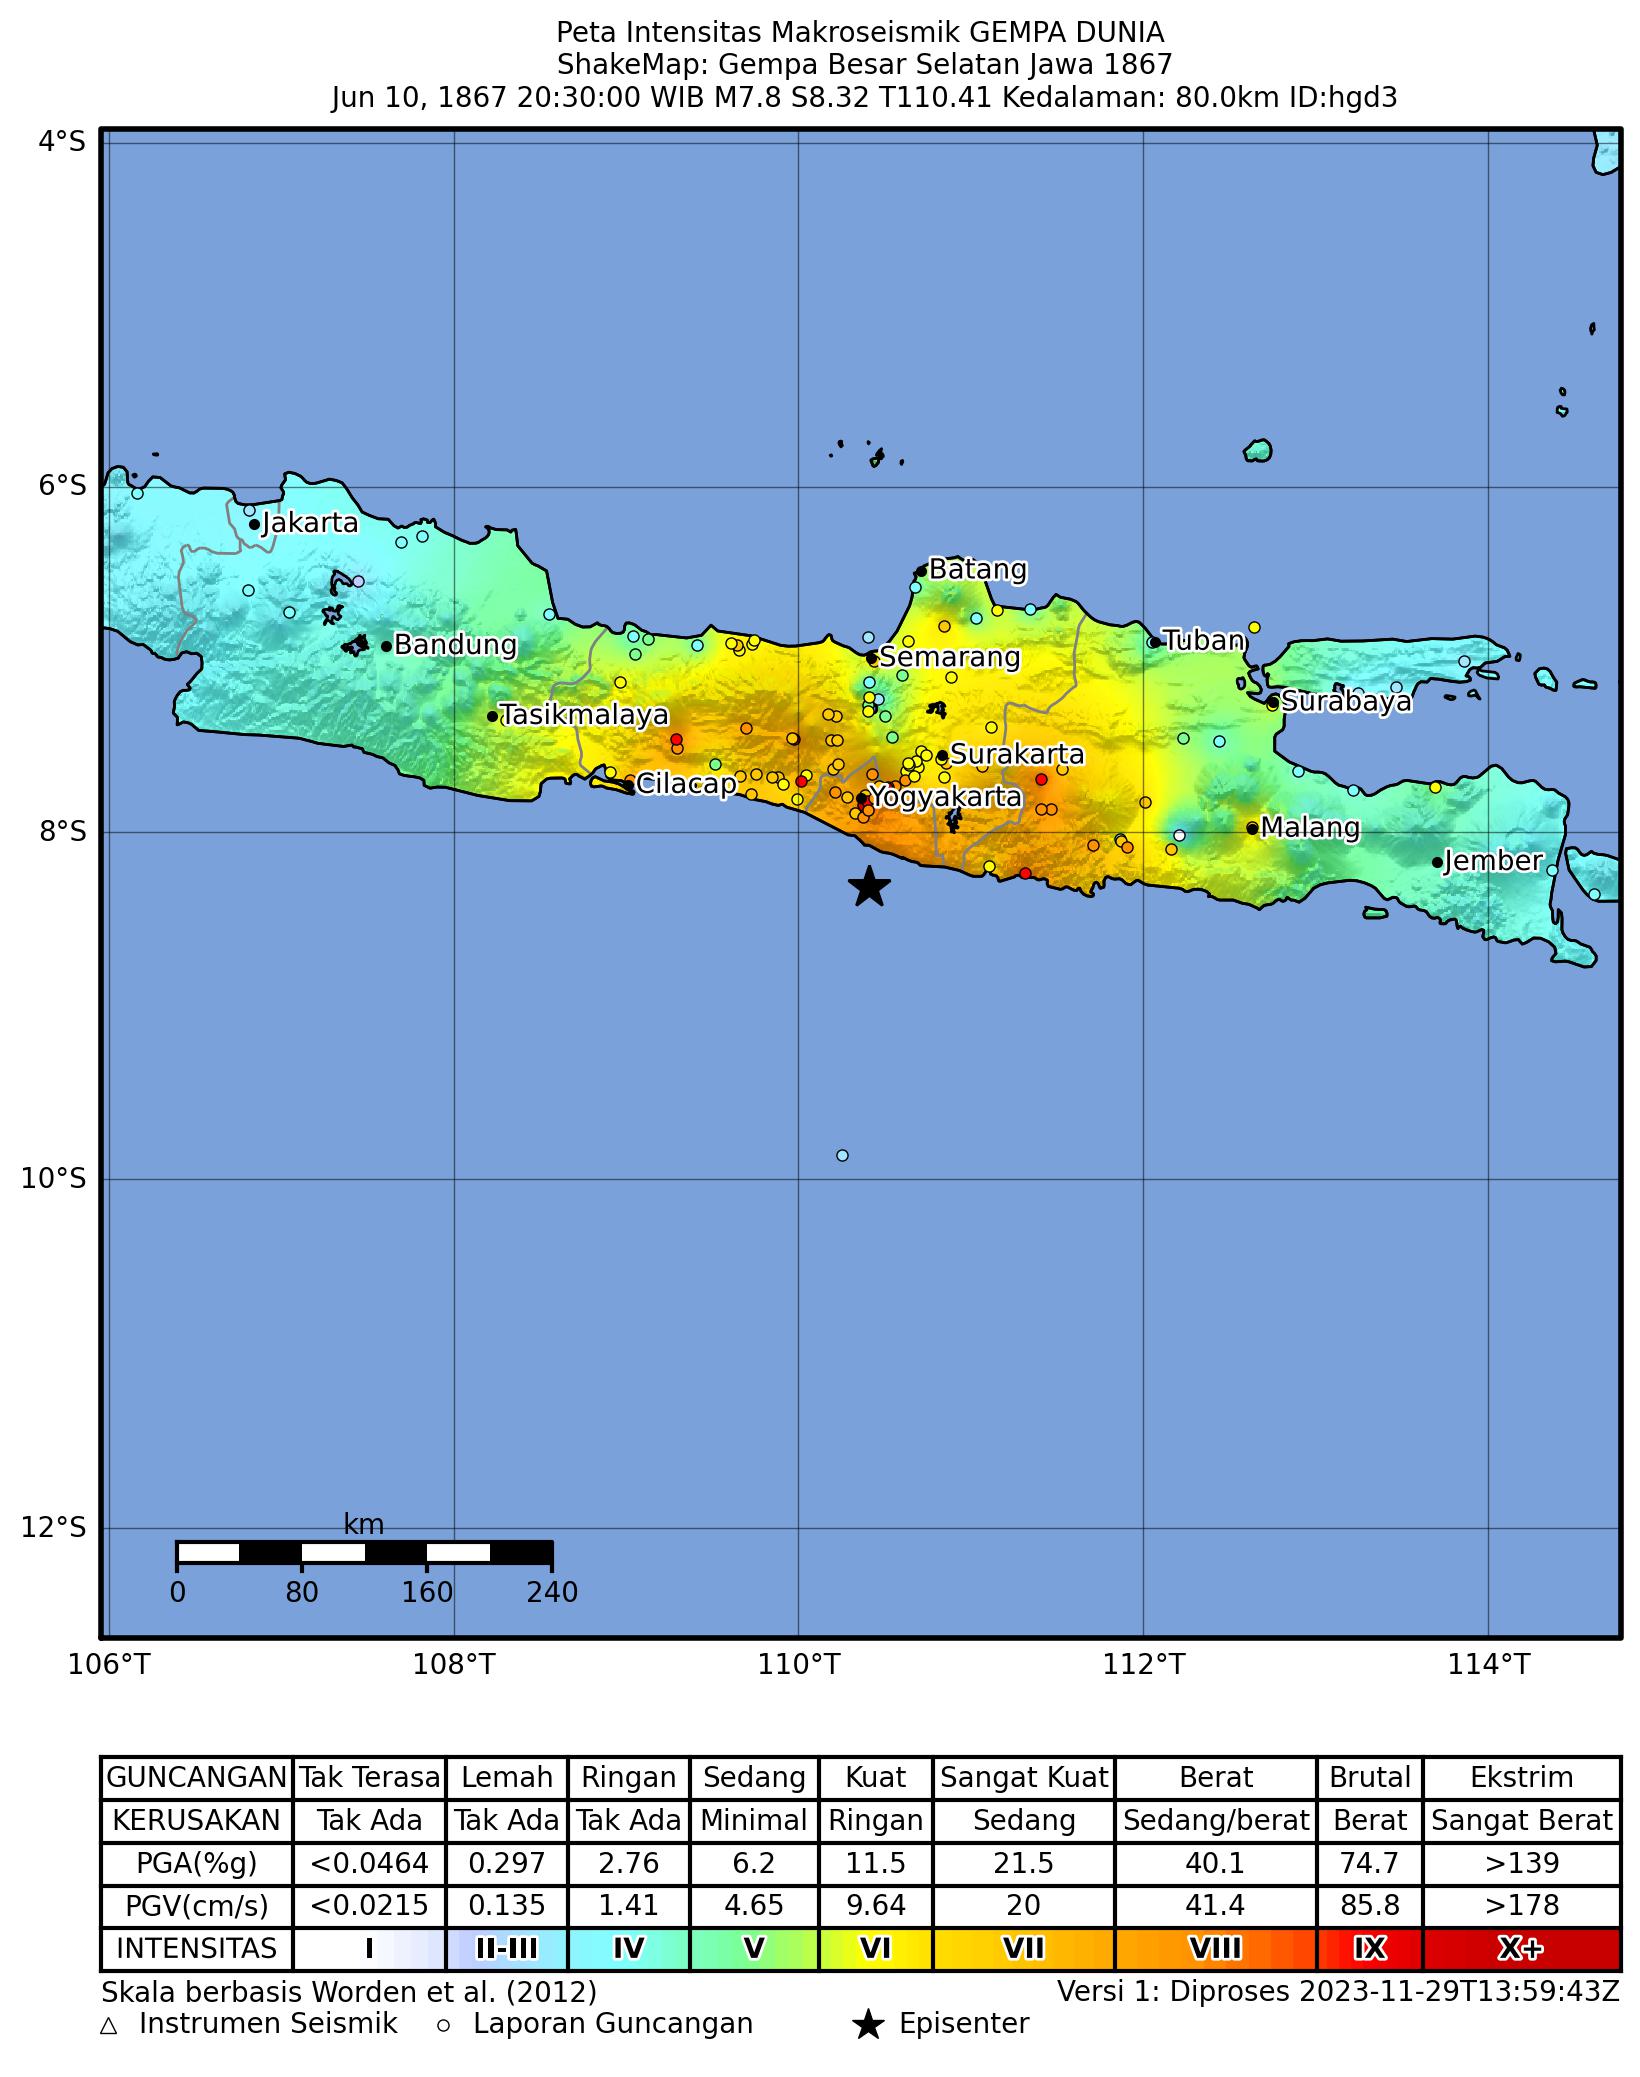 Peta Intensitas Makroseismik GEMPA DUNIA
ShakeMap: Gempa Besar Selatan Jawa 1867
Jun 10, 1867 20:30:00 WIB M7.8 S8.32 T110.41 Kedalaman: 80.0km ID:hgd3
4°S
6°S
Jakarta
Batang
Bandung
Tuban
Semarang
Tasikmalaya
Surabaya
Surakarta
Cilacap
Yogyakarta
8°S
Malang
Jember
10°S
12°S
km
0 80 160 240
106°T 108°T 110°T 112°T 114°T
GUNCANGAN Tak Terasa Lemah Ringan Sedang Kuat Sangat Kuat Berat Brutal Ekstrim
KERUSAKAN Tak Ada Tak Ada Tak Ada Minimal Ringan Sedang Sedang/berat Berat Sangat Berat
PGA(%g) <0.0464 0.297 2.76 6.2 11.5 21.5 40.1 74.7 >139
PGV(cm/s) <0.0215 0.135 1.41 4.65 9.64 20 41.4 85.8 >178
INTENSITAS I II-III IV V VI VII VIII IX X+
Skala berbasis Worden et al. (2012) Versi 1: Diproses 2023-11-29T13:59:43Z
Instrumen Seismik Laporan Guncangan Episenter